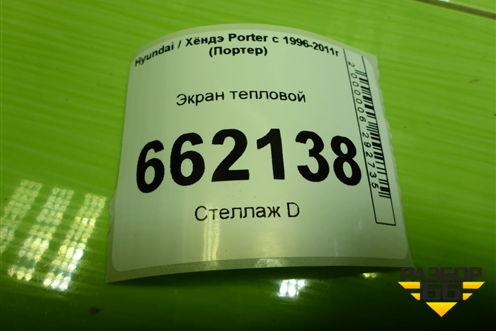 Hyundai / Хёндэ Porter с 1996-2011г
(Портер)
Экран тепловой
662138
Стеллаж D
2000006292735
РАЗБОР
66